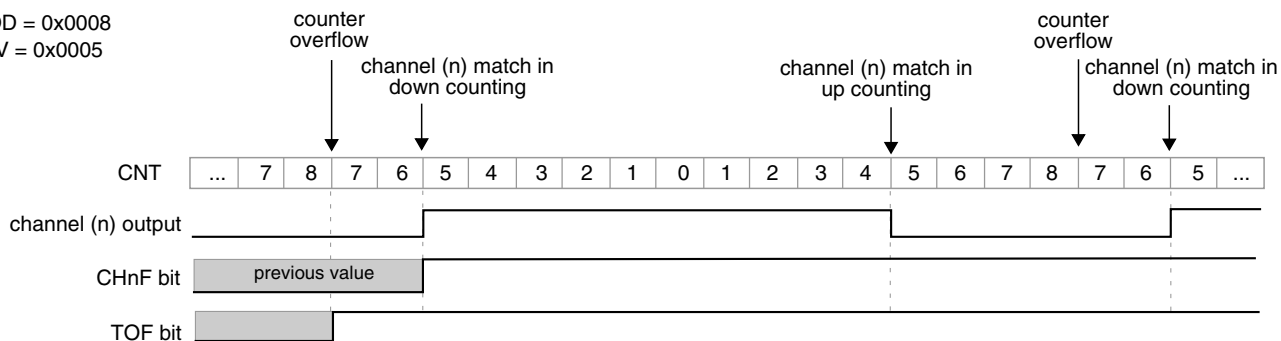 OD = 0x0008
V = 0x0005
counter
overflow
channel (n) match in
down counting
channel (n) match in
up counting
counter
overflow
channel (n) match in
down counting
CNT ... 7 8 7 6 5 4 3 2 1 0 1 2 3 4 5 6 7 8 7 6 5 ...
channel (n) output
CHnF bit previous value
TOF bit